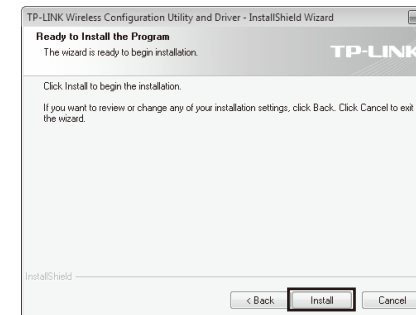 TP-LINK Wireless Configuration Utility and Driver - InstallShield Wizard
Ready to Install the Program
The wizard is ready to begin installation.
TP-LINK
Click Install to begin the installation.
If you want to review or change any of your installation settings, click Back. Click Cancel to exit
the wizard.
InstallShield
< Back Install Cancel